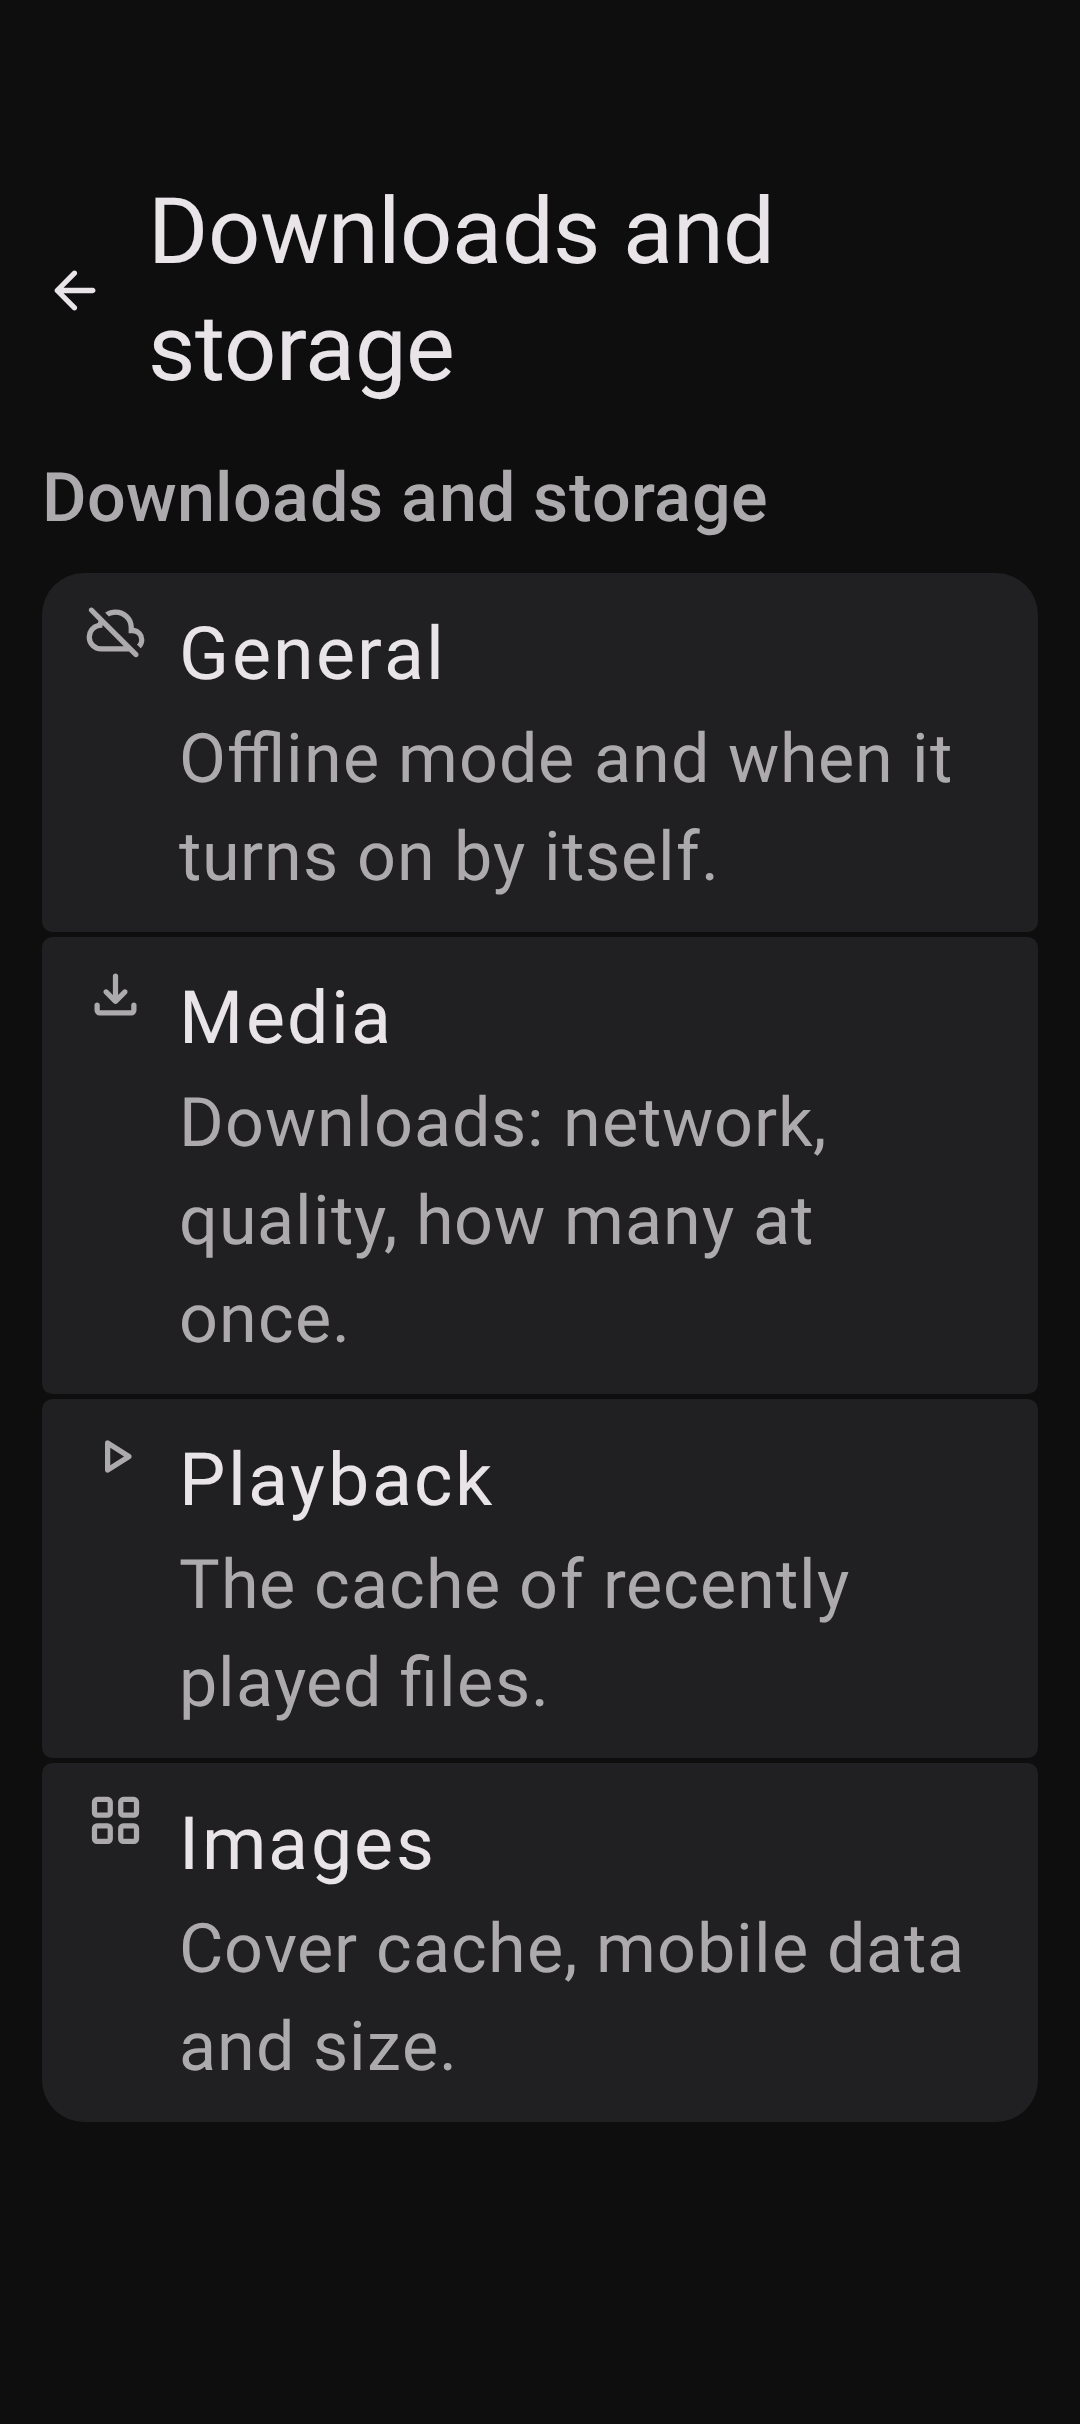 Downloads and
storage
Downloads and storage
General
Offline mode and when it
turns on by itself.
Media
Downloads: network,
quality, how many at
once.
Playback
The cache of recently
played files.
Images
Cover cache, mobile data
and size.